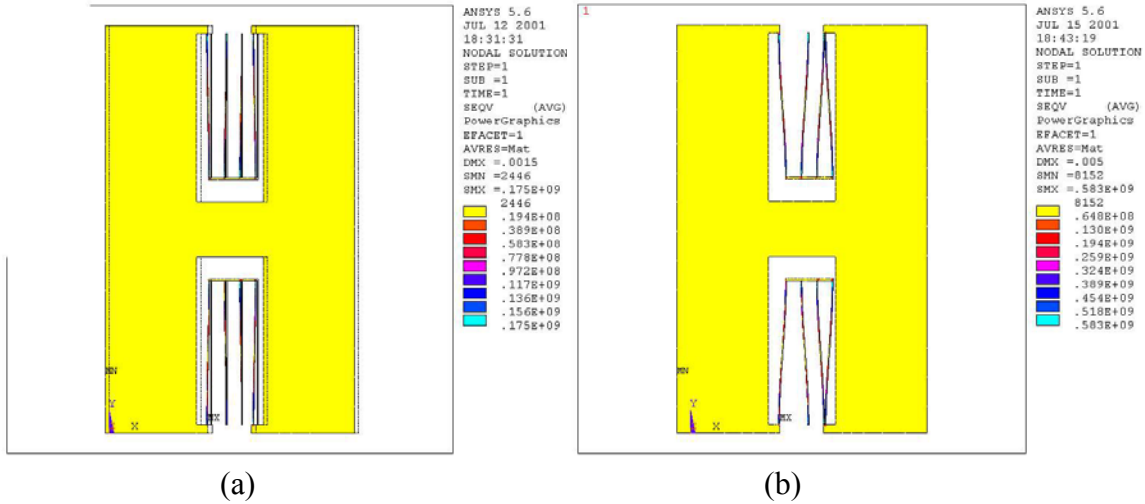 ANSYS 5.6
JUL 12 2001
18:31:31
NODAL SOLUTION
STEP=1
SUB =1
TIME=1
SEQV (AVG)
PowerGraphics
EFACET=1
AVRES=Mat
DMX =.0015
SMN =2446
SMX =.175E+09
2446
.194E+08
.389E+08
.583E+08
.778E+08
.972E+08
.117E+09
.136E+09
.156E+09
.175E+09
MN
Y
X
MX
(a)
1
ANSYS 5.6
JUL 15 2001
18:43:19
NODAL SOLUTION
STEP=1
SUB =1
TIME=1
SEQV (AVG)
PowerGraphics
EFACET=1
AVRES=Mat
DMX =.005
SMN =8152
SMX =.583E+09
8152
.648E+08
.130E+09
.194E+09
.259E+09
.324E+09
.389E+09
.454E+09
.518E+09
.583E+09
MN
Y
X
MX
(b)